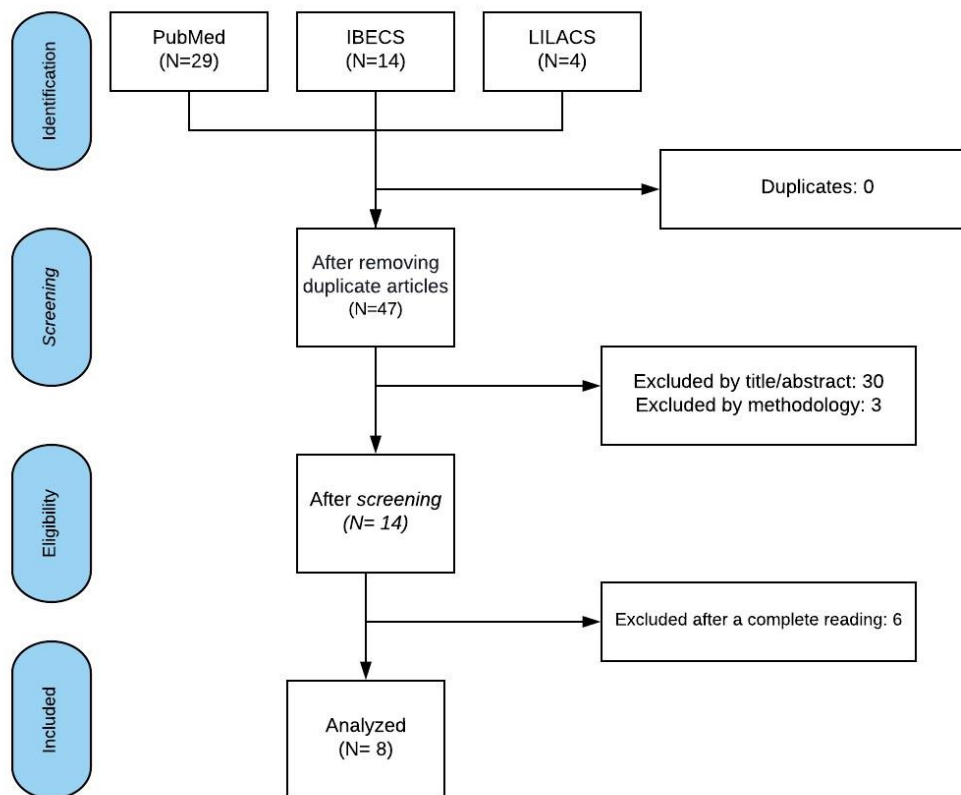 Identification
PubMed
(N=29)
IBECS
(N=14)
LILACS
(N=4)
Duplicates: 0
Screening
After removing
duplicate articles
(N=47)
Excluded by title/abstract: 30
Excluded by methodology: 3
Eligibility
After screening
(N= 14)
Excluded after a complete reading: 6
Included
Analyzed
(N= 8)